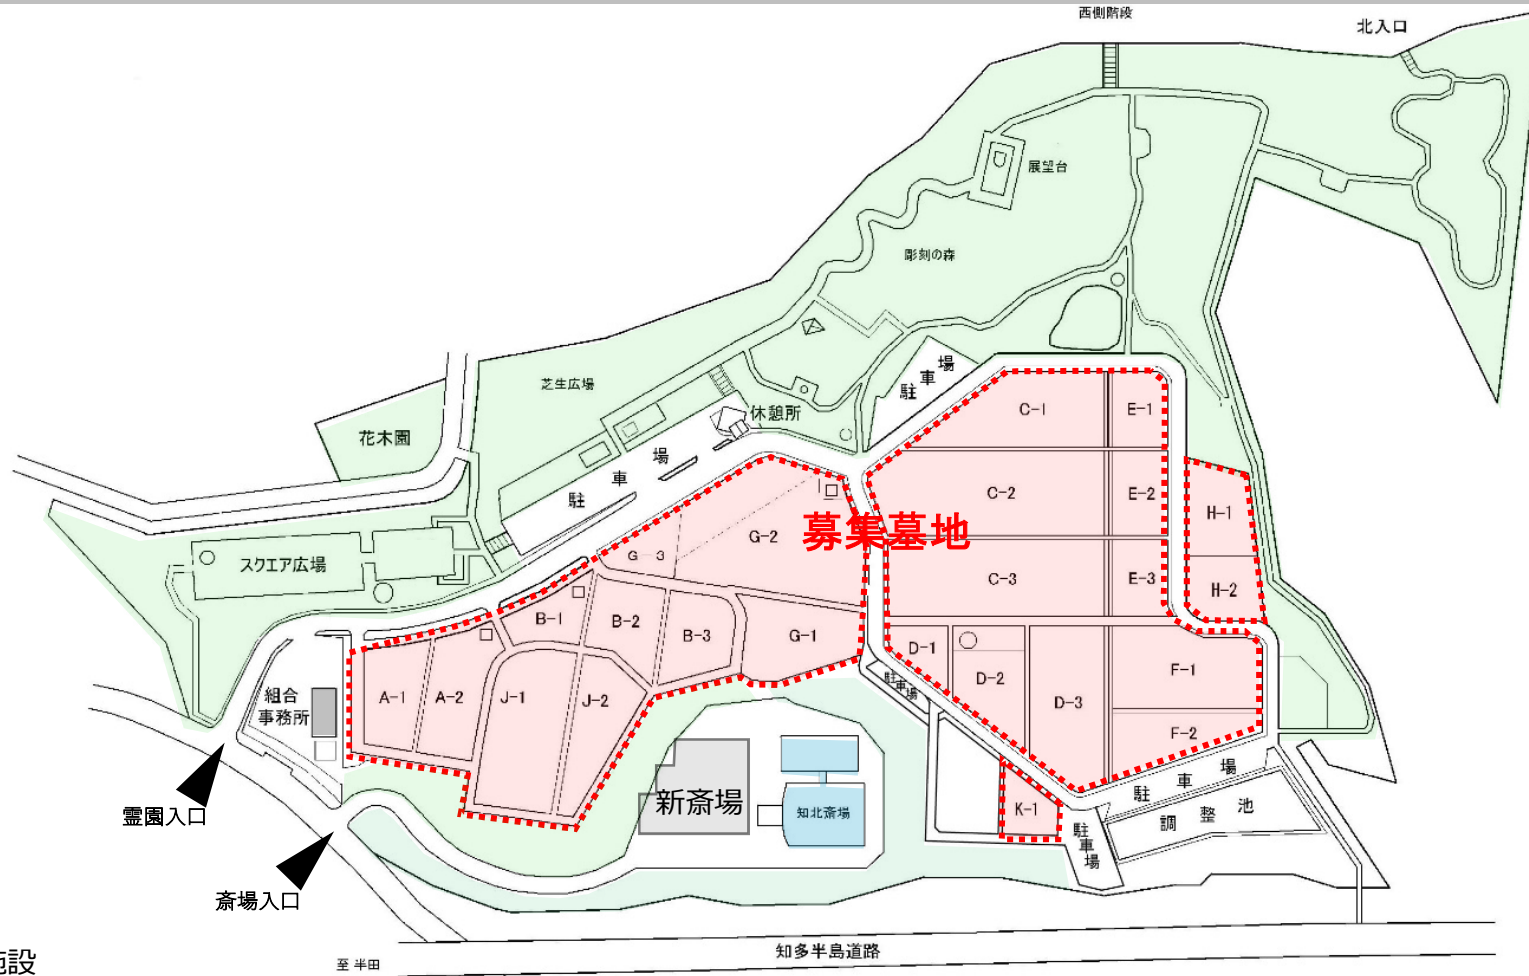 西側階段
北入口
展望台
彫刻の森
芝生広場
駐車場
休憩所
花木園
駐車場
スクエア広場
C-1
E-1
C-2
E-2
H-1
G-2
募集墓地
G-3
C-3
E-3
H-2
B-1
B-2
B-3
G-1
D-1
D-2
D-3
F-1
F-2
A-1
A-2
J-1
J-2
駐車場
組合
事務所
新斎場
知北斎場
K-1
駐車場
駐車場
調整池
霊園入口
斎場入口
知多半島道路
至 半田
施設